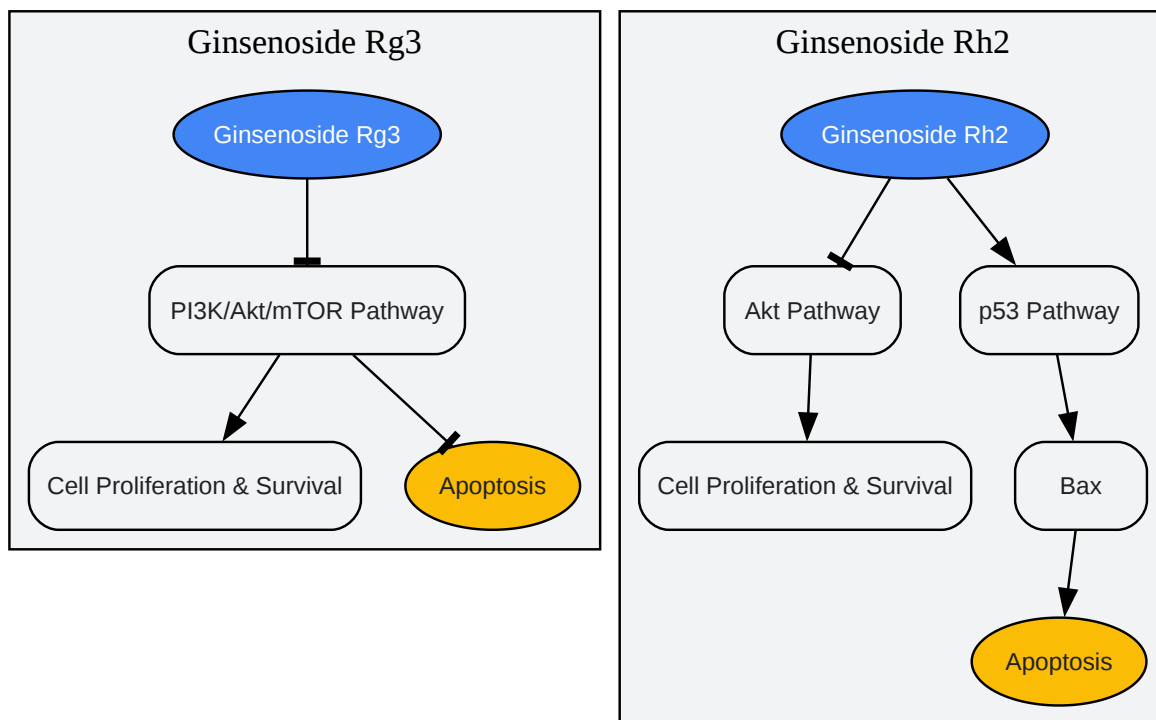 Ginsenoside Rg3
Ginsenoside Rg3
PI3K/Akt/mTOR Pathway
Cell Proliferation & Survival
Apoptosis
Ginsenoside Rh2
Ginsenoside Rh2
Akt Pathway
p53 Pathway
Cell Proliferation & Survival
Bax
Apoptosis